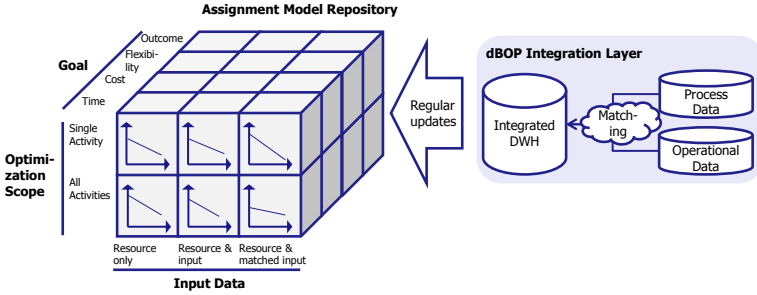 Assignment Model Repository
Goal
Outcome
Flexibi-
lity
Cost
Time
Optimi-
zation
Scope
Single
Activity
All
Activities
Resource
only
Resource &
input
Resource &
matched input
Input Data
Regular
updates
dBOP Integration Layer
Integrated
DWH
Match-
ing
Process
Data
Operational
Data